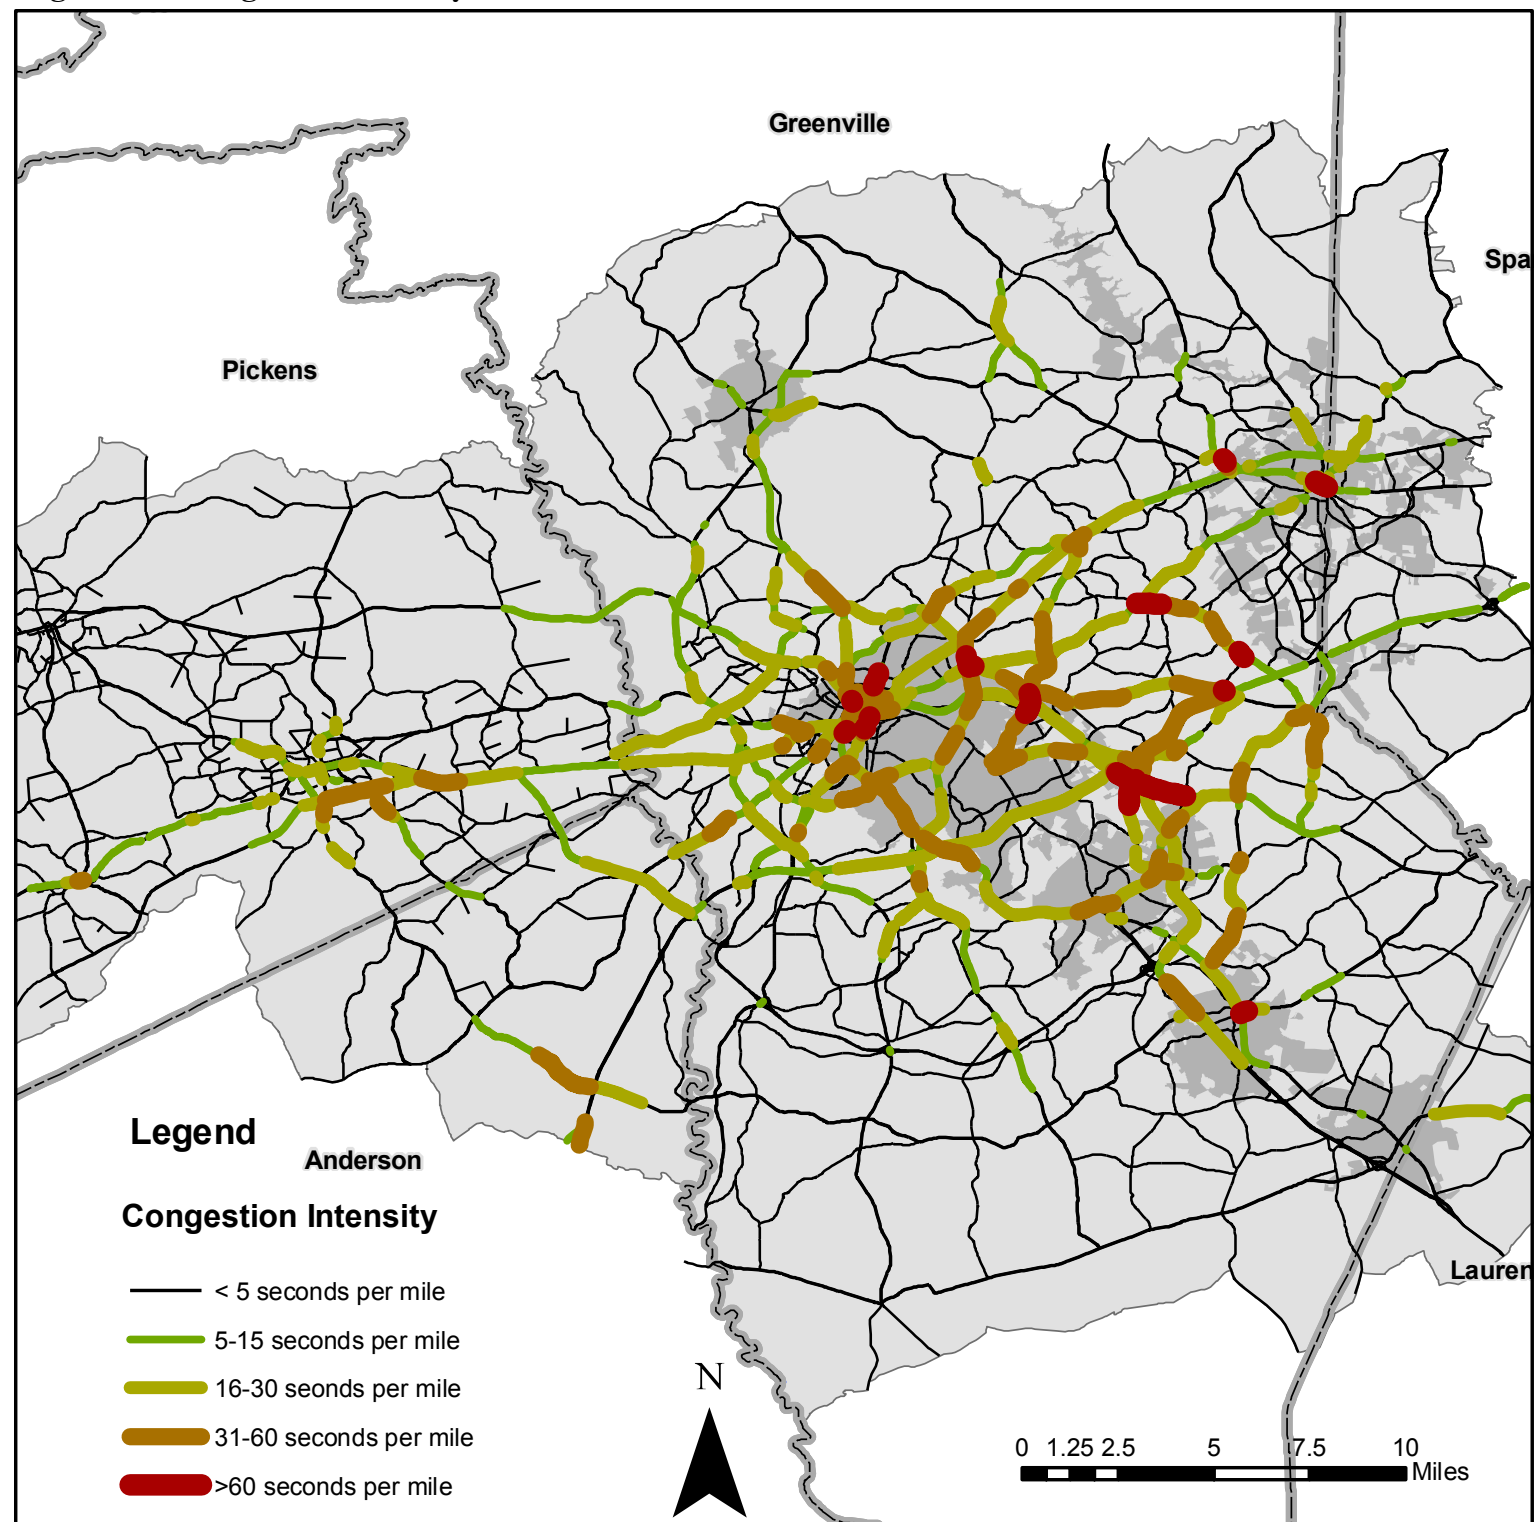 Greenville
Spa
Pickens
Legend
Anderson
Congestion Intensity
< 5 seconds per mile
5-15 seconds per mile
16-30 seonds per mile
31-60 seconds per mile
>60 seconds per mile
Lauren
N
0 1.25 2.5 5 7.5 10
Miles